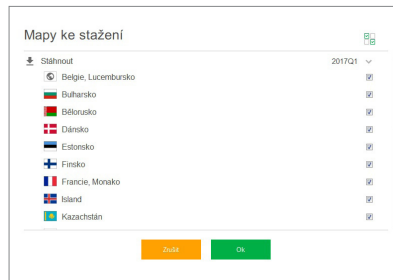 Mapy ke stažení
Stáhnout 2017Q1
Belgie, Lucembursko
Bulharsko
Bělorusko
Dánsko
Estonsko
Finsko
Francie, Monako
Island
Kazachstán
Zrušit Ok